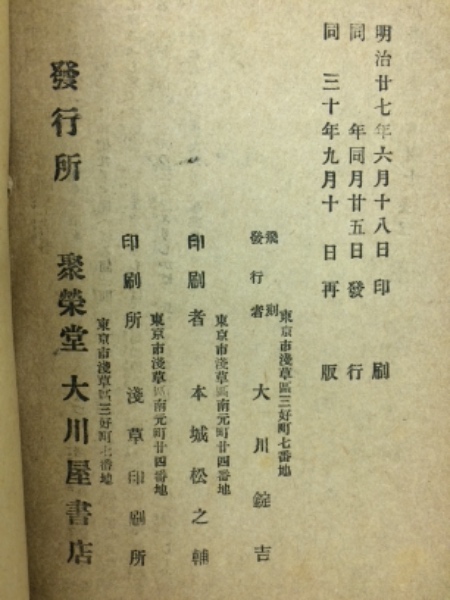 明治廿七年六月十八日印刷
同年同月廿五日發行
同三十年九月十日再版
東京市淺草區三好町七番地
發行者 大川錠吉
東京市淺草區南元町廿四番地
印刷者 本城松之輔
東京市淺草區南元町廿四番地
印刷所 淺草印刷所
東京市淺草區三好町七番地
發行所 聚榮堂大川屋書店